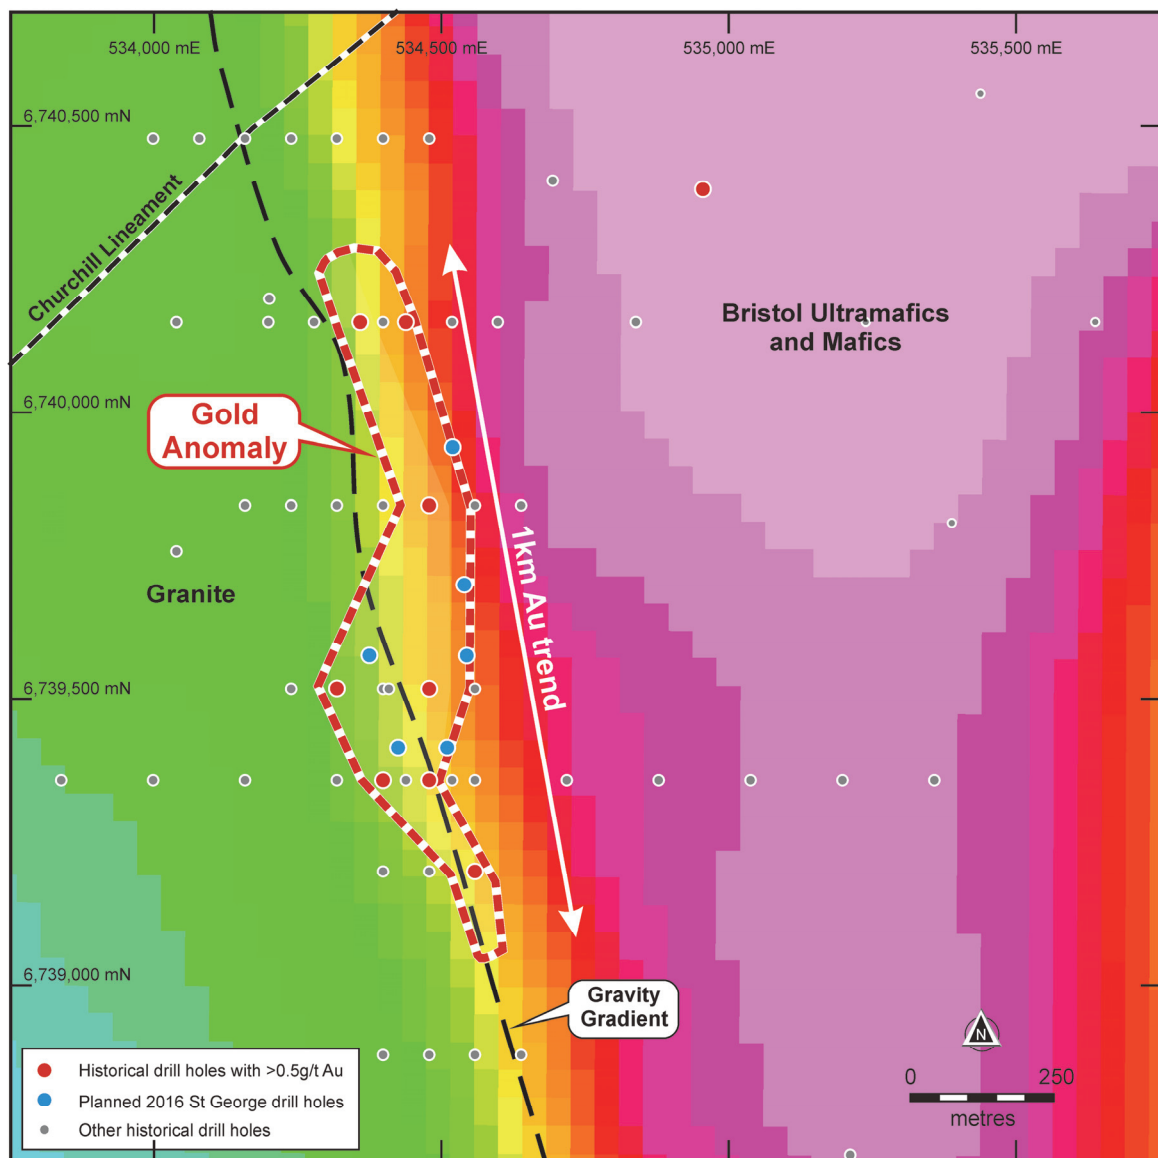 534,000 mE
534,500 mE
535,000 mE
535,500 mE
6,740,500 mN
Churchill Lineament
Bristol Ultramafics
and Mafics
6,740,000 mN
Gold
Anomaly
1km Au trend
Granite
6,739,500 mN
6,739,000 mN
Gravity
Gradient
N
Historical drill holes with >0.5g/t Au
Planned 2016 St George drill holes
Other historical drill holes
0 250
metres